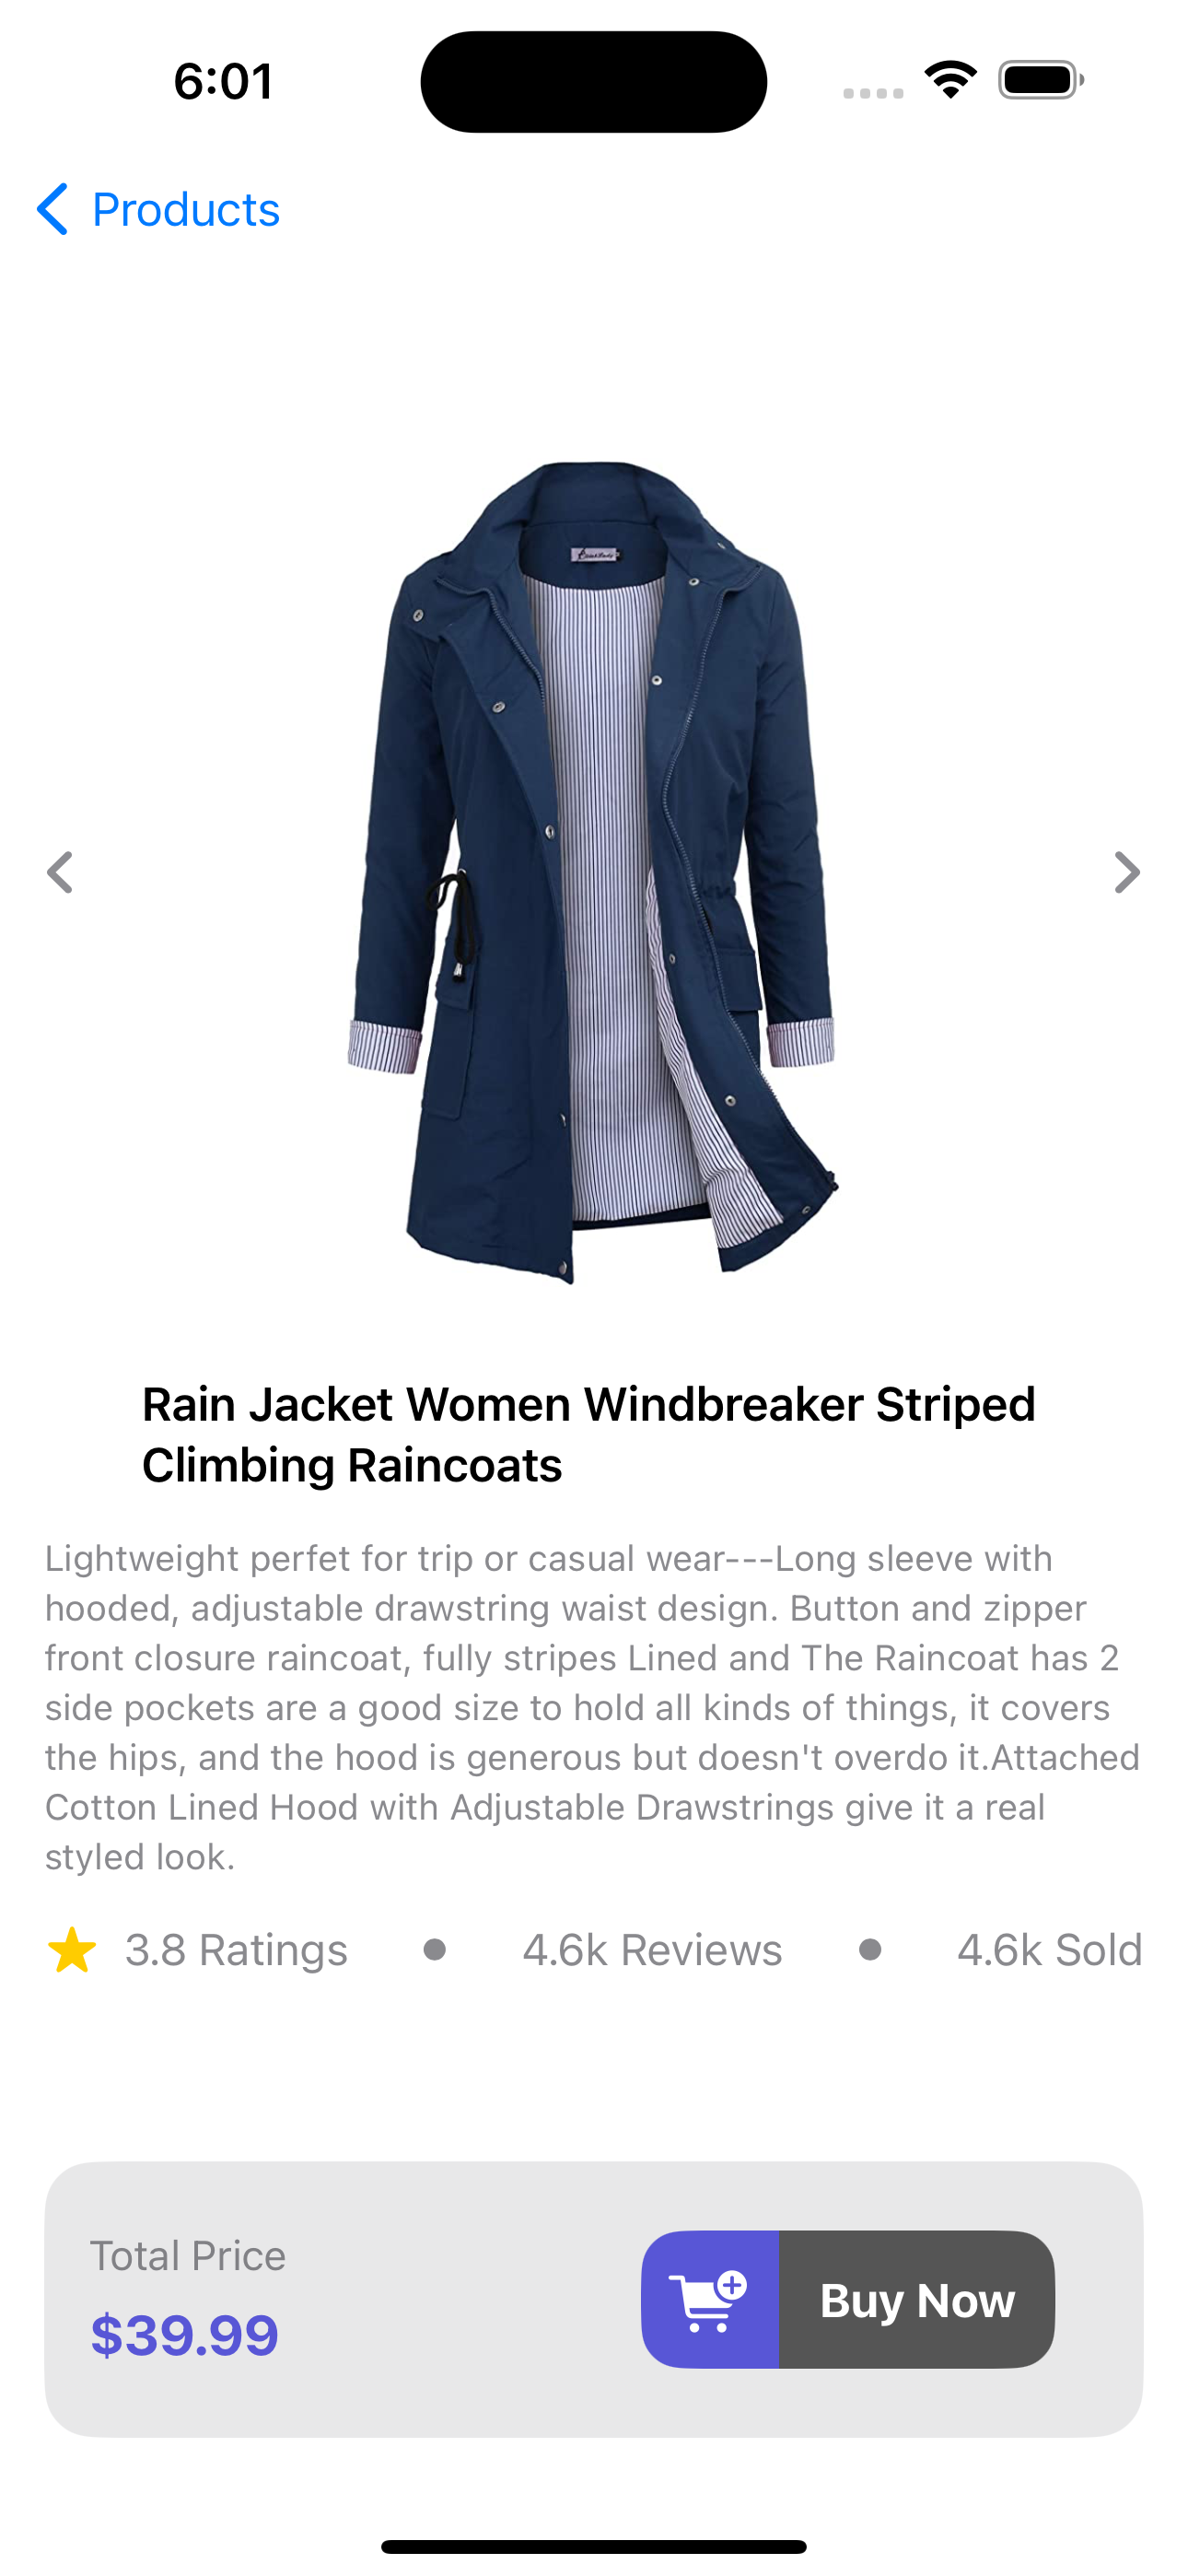 6:01
Products
Rain Jacket Women Windbreaker Striped
Climbing Raincoats
Lightweight perfet for trip or casual wear---Long sleeve with
hooded, adjustable drawstring waist design. Button and zipper
front closure raincoat, fully stripes Lined and The Raincoat has 2
side pockets are a good size to hold all kinds of things, it covers
the hips, and the hood is generous but doesn't overdo it.Attached
Cotton Lined Hood with Adjustable Drawstrings give it a real
styled look.
3.8 Ratings ● 4.6k Reviews ● 4.6k Sold
Total Price
$39.99
Buy Now